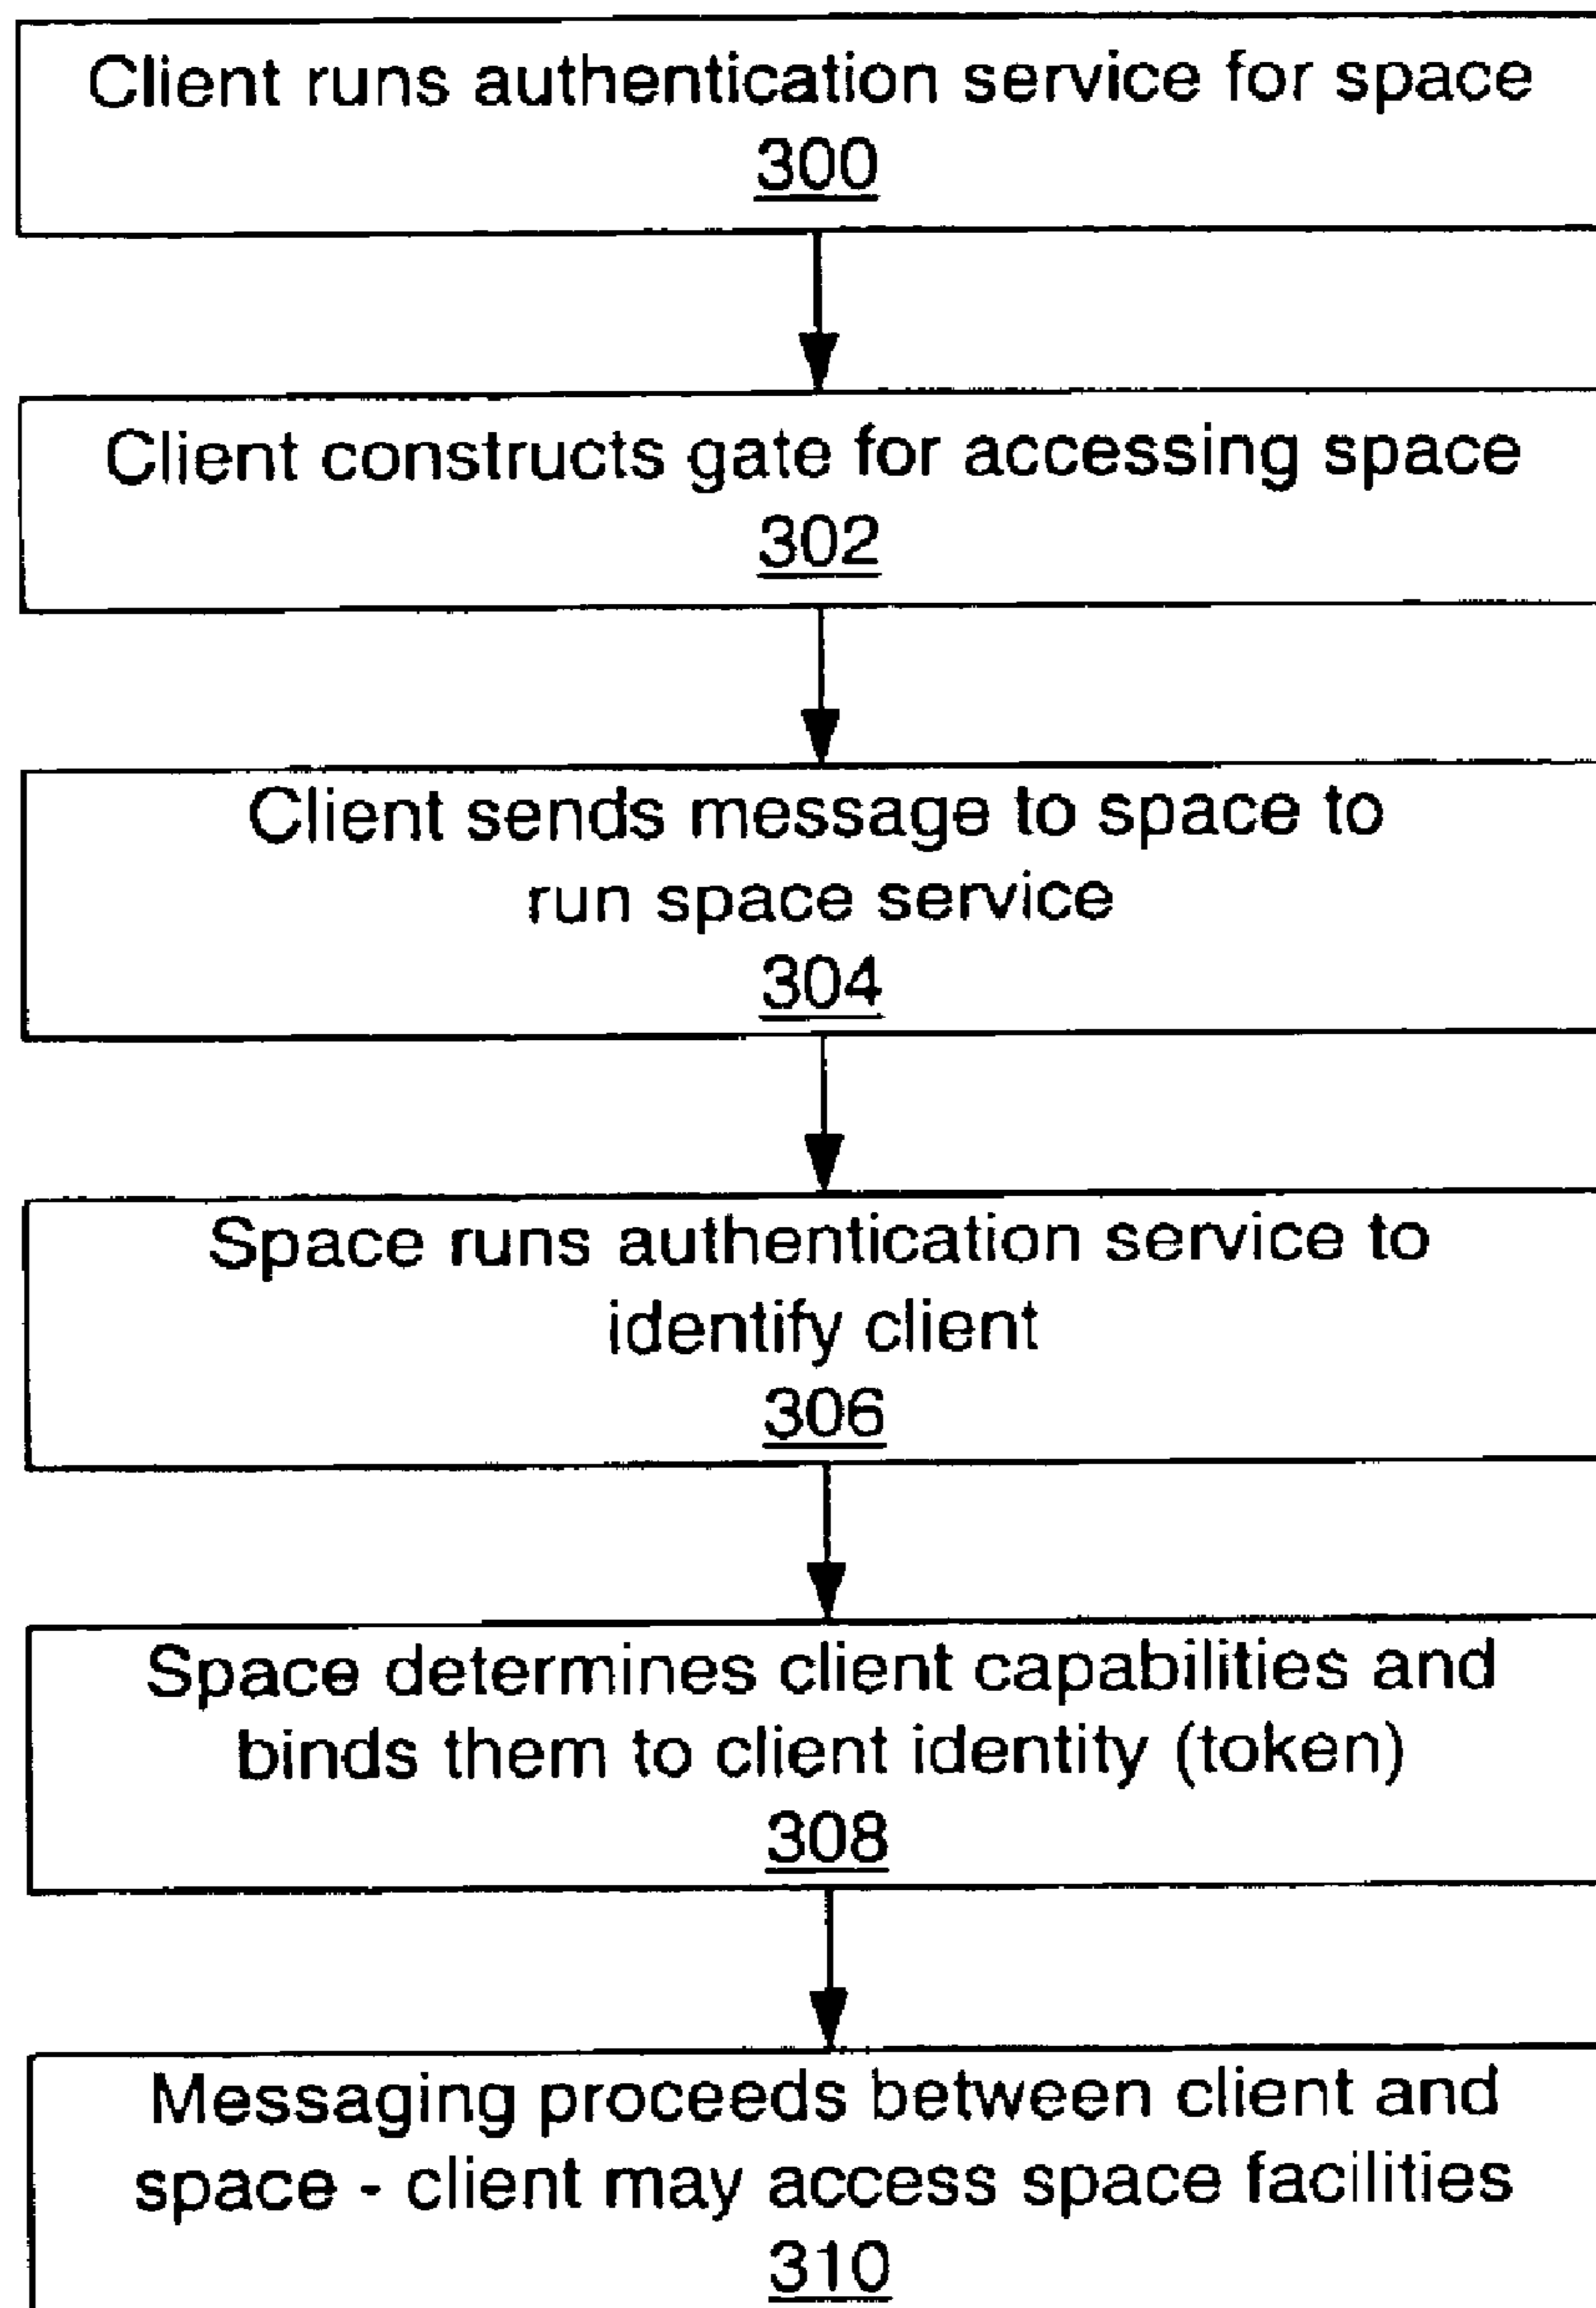 Client runs authentication service for space
300
Client constructs gate for accessing space
302
Client sends message to space to
run space service
304
Space runs authentication service to
identify client
306
Space determines client capabilities and
binds them to client identity (token)
308
Messaging proceeds between client and
space - client may access space facilities
310